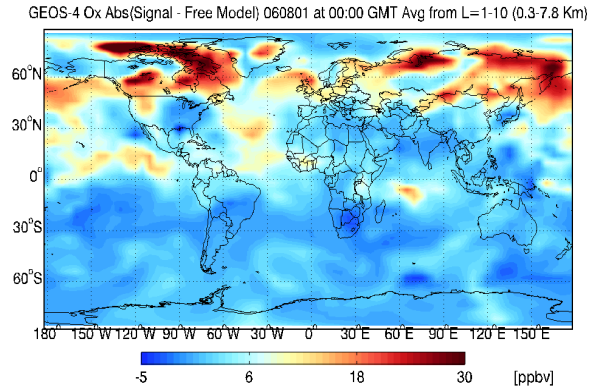 GEOS-4 Ox Abs(Signal - Free Model) 060801 at 00:00 GMT Avg from L=1-10 (0.3-7.8 Km)
60°N
30°N
0°
30°S
60°S
180° 150°W 120°W 90°W 60°W 30°W 0° 30°E 60°E 90°E 120°E 150°E
-5 6 18 30 [ppbv]